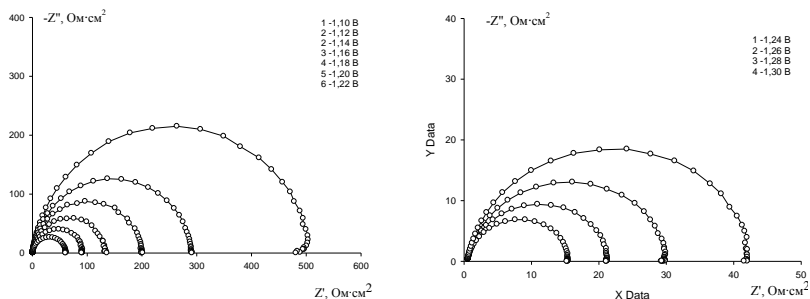 -Z", Ом·см²
400
300
200
100
0
0 100 200 300 400 500 600
Z', Ом·см²
1 -1,10 В
2 -1,12 В
2 -1,14 В
3 -1,16 В
4 -1,18 В
5 -1,20 В
6 -1,22 В
-Z", Ом·см²
40
30
20
10
0
Y Data
0 10 20 30 40 50
X Data
Z', Ом·см²
1 -1,24 В
2 -1,26 В
3 -1,28 В
4 -1,30 В